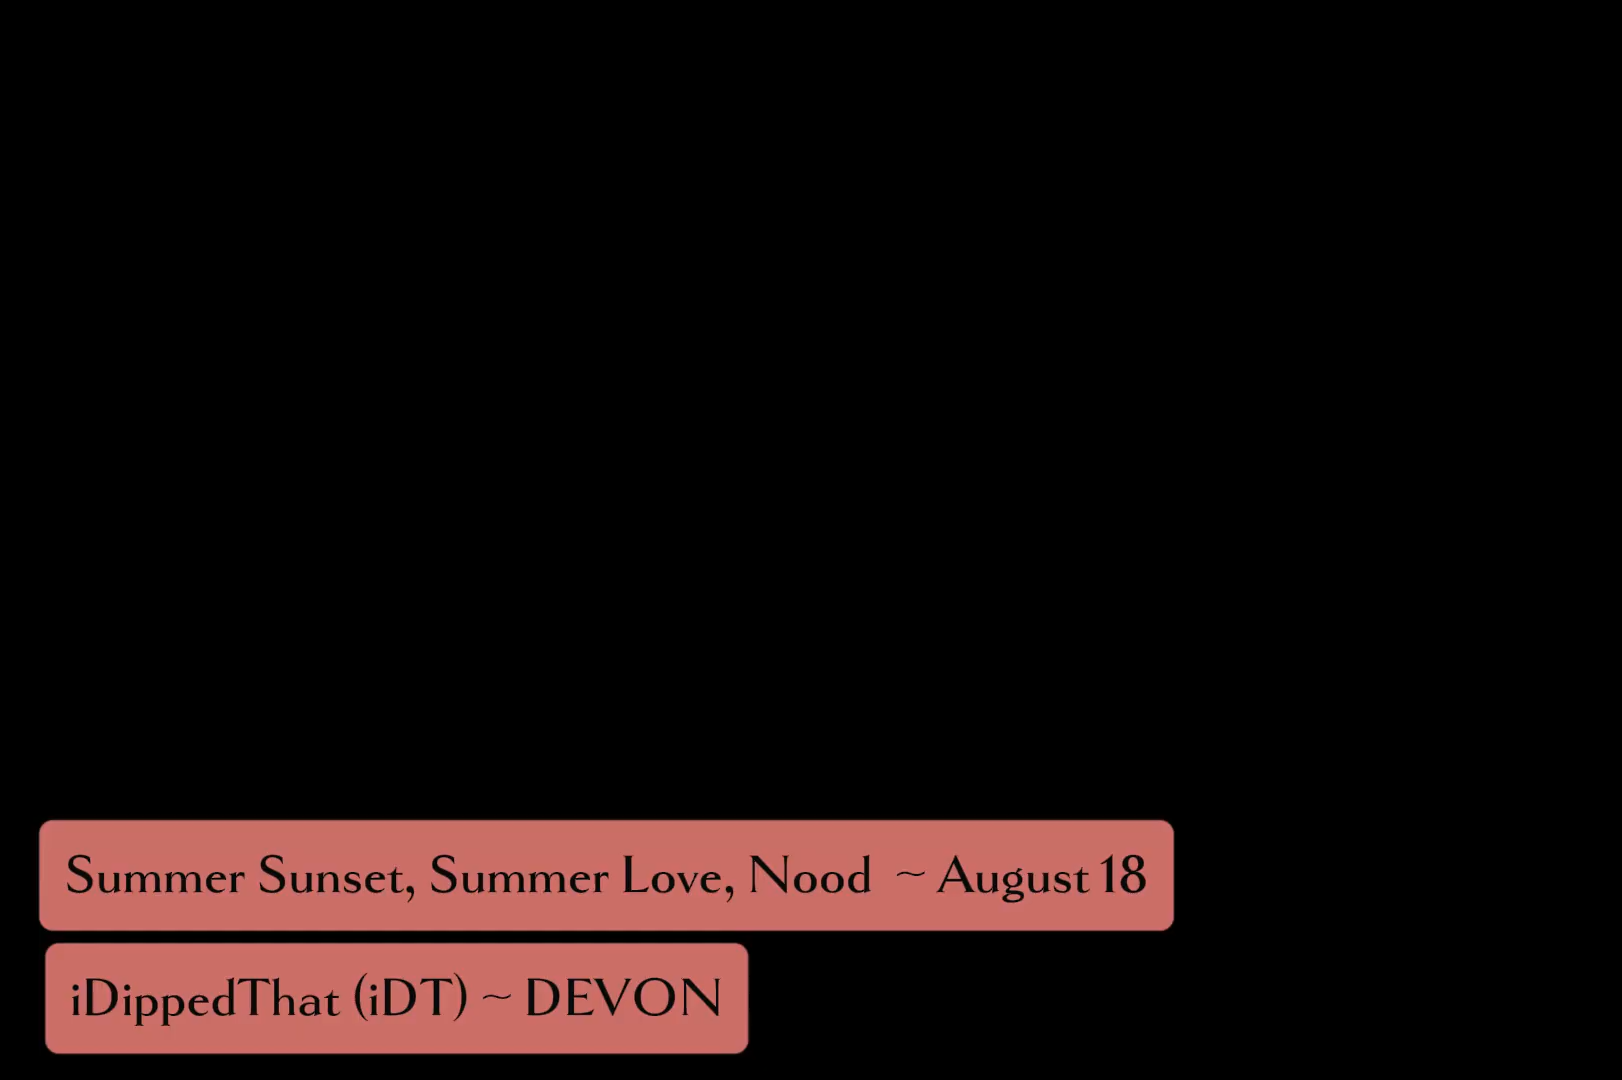 Summer Sunset, Summer Love, Nood ~ August 18
iDippedThat (iDT) ~ DEVON